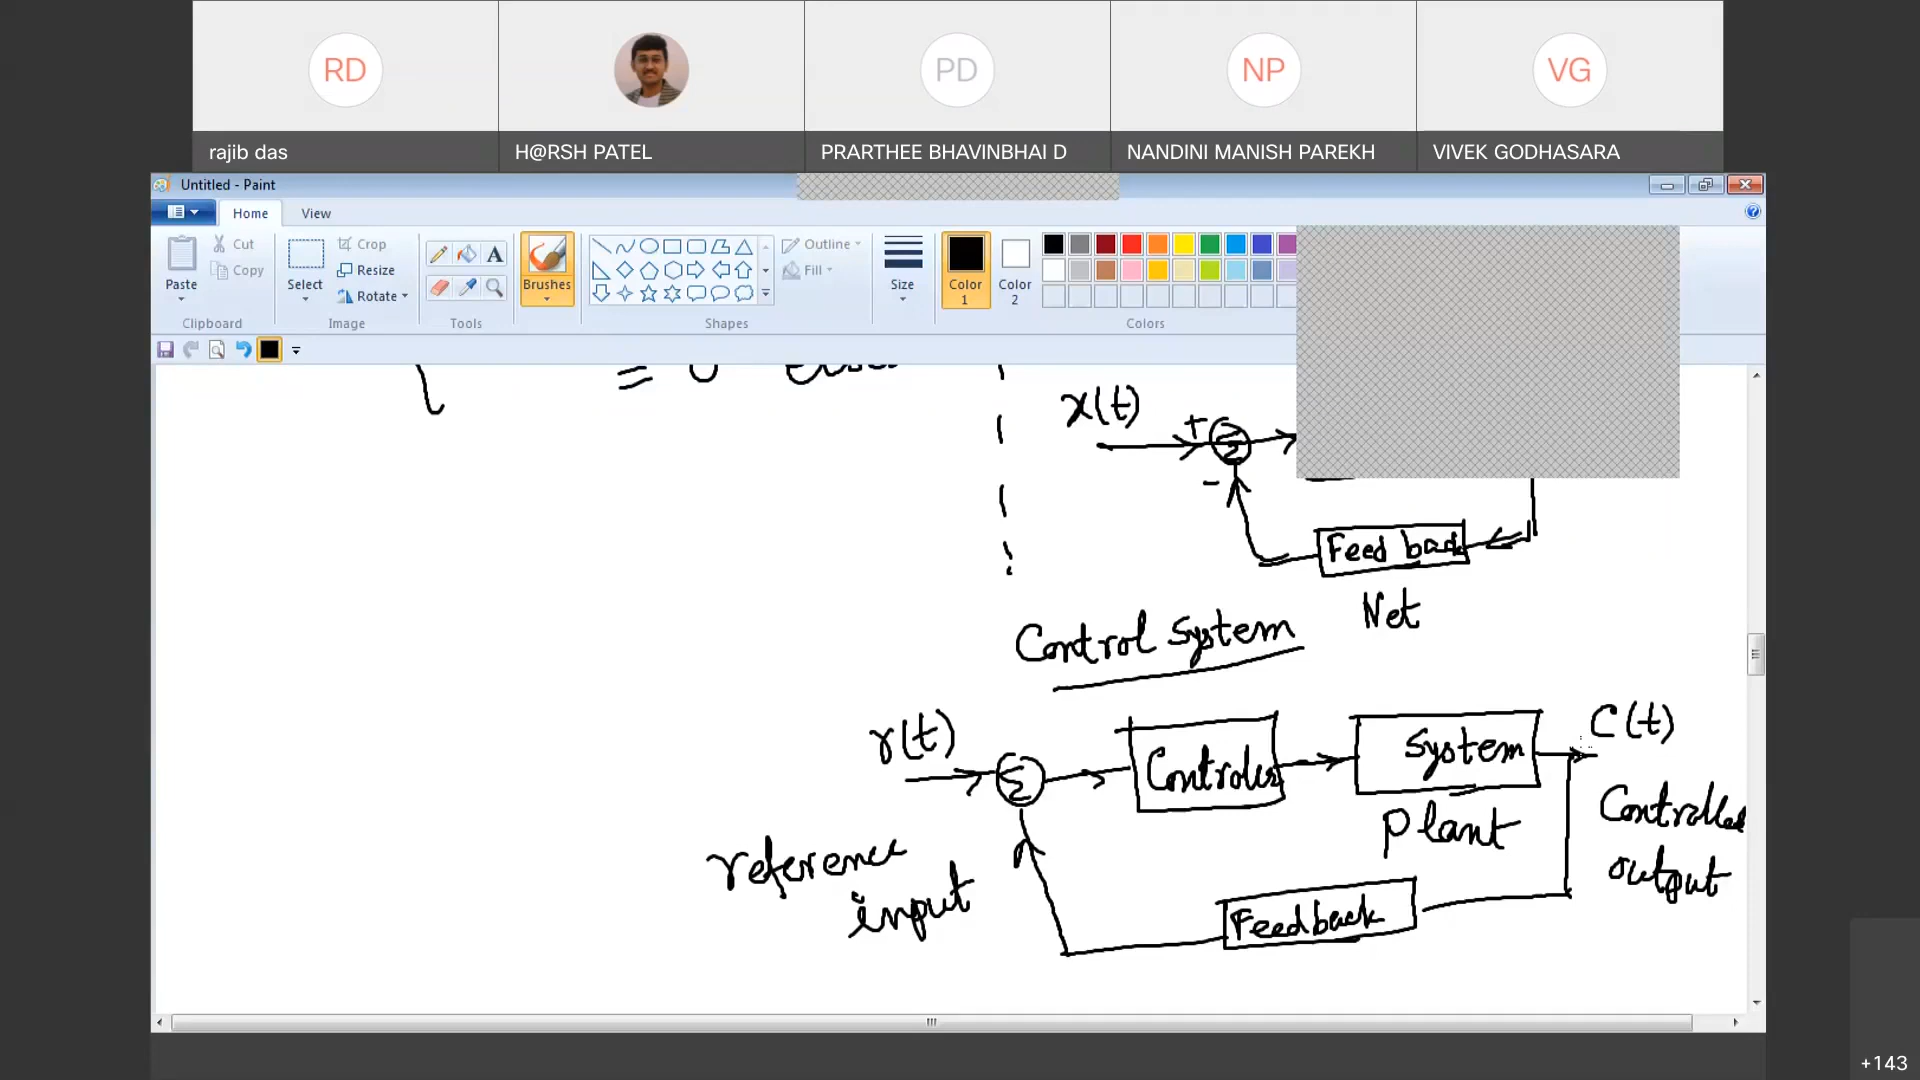 RD
PD
NP
VG
rajib das
H@RSH PATEL
PRARTHEE BHAVINBHAI D
NANDINI MANISH PAREKH
VIVEK GODHASARA
Untitled - Paint
Home
View
Cut
Copy
Paste
Clipboard
Crop
Resize
Rotate
Select
Image
Tools
Brushes
Shapes
Outline
Fill
Size
Color 1
Color 2
Colors
= 0
x(t)
+
Σ
-
Feed back
Net
Control System
r(t)
Σ
Controler
System
C(t)
Plant
Controlled
output
reference
input
Feedback
+143